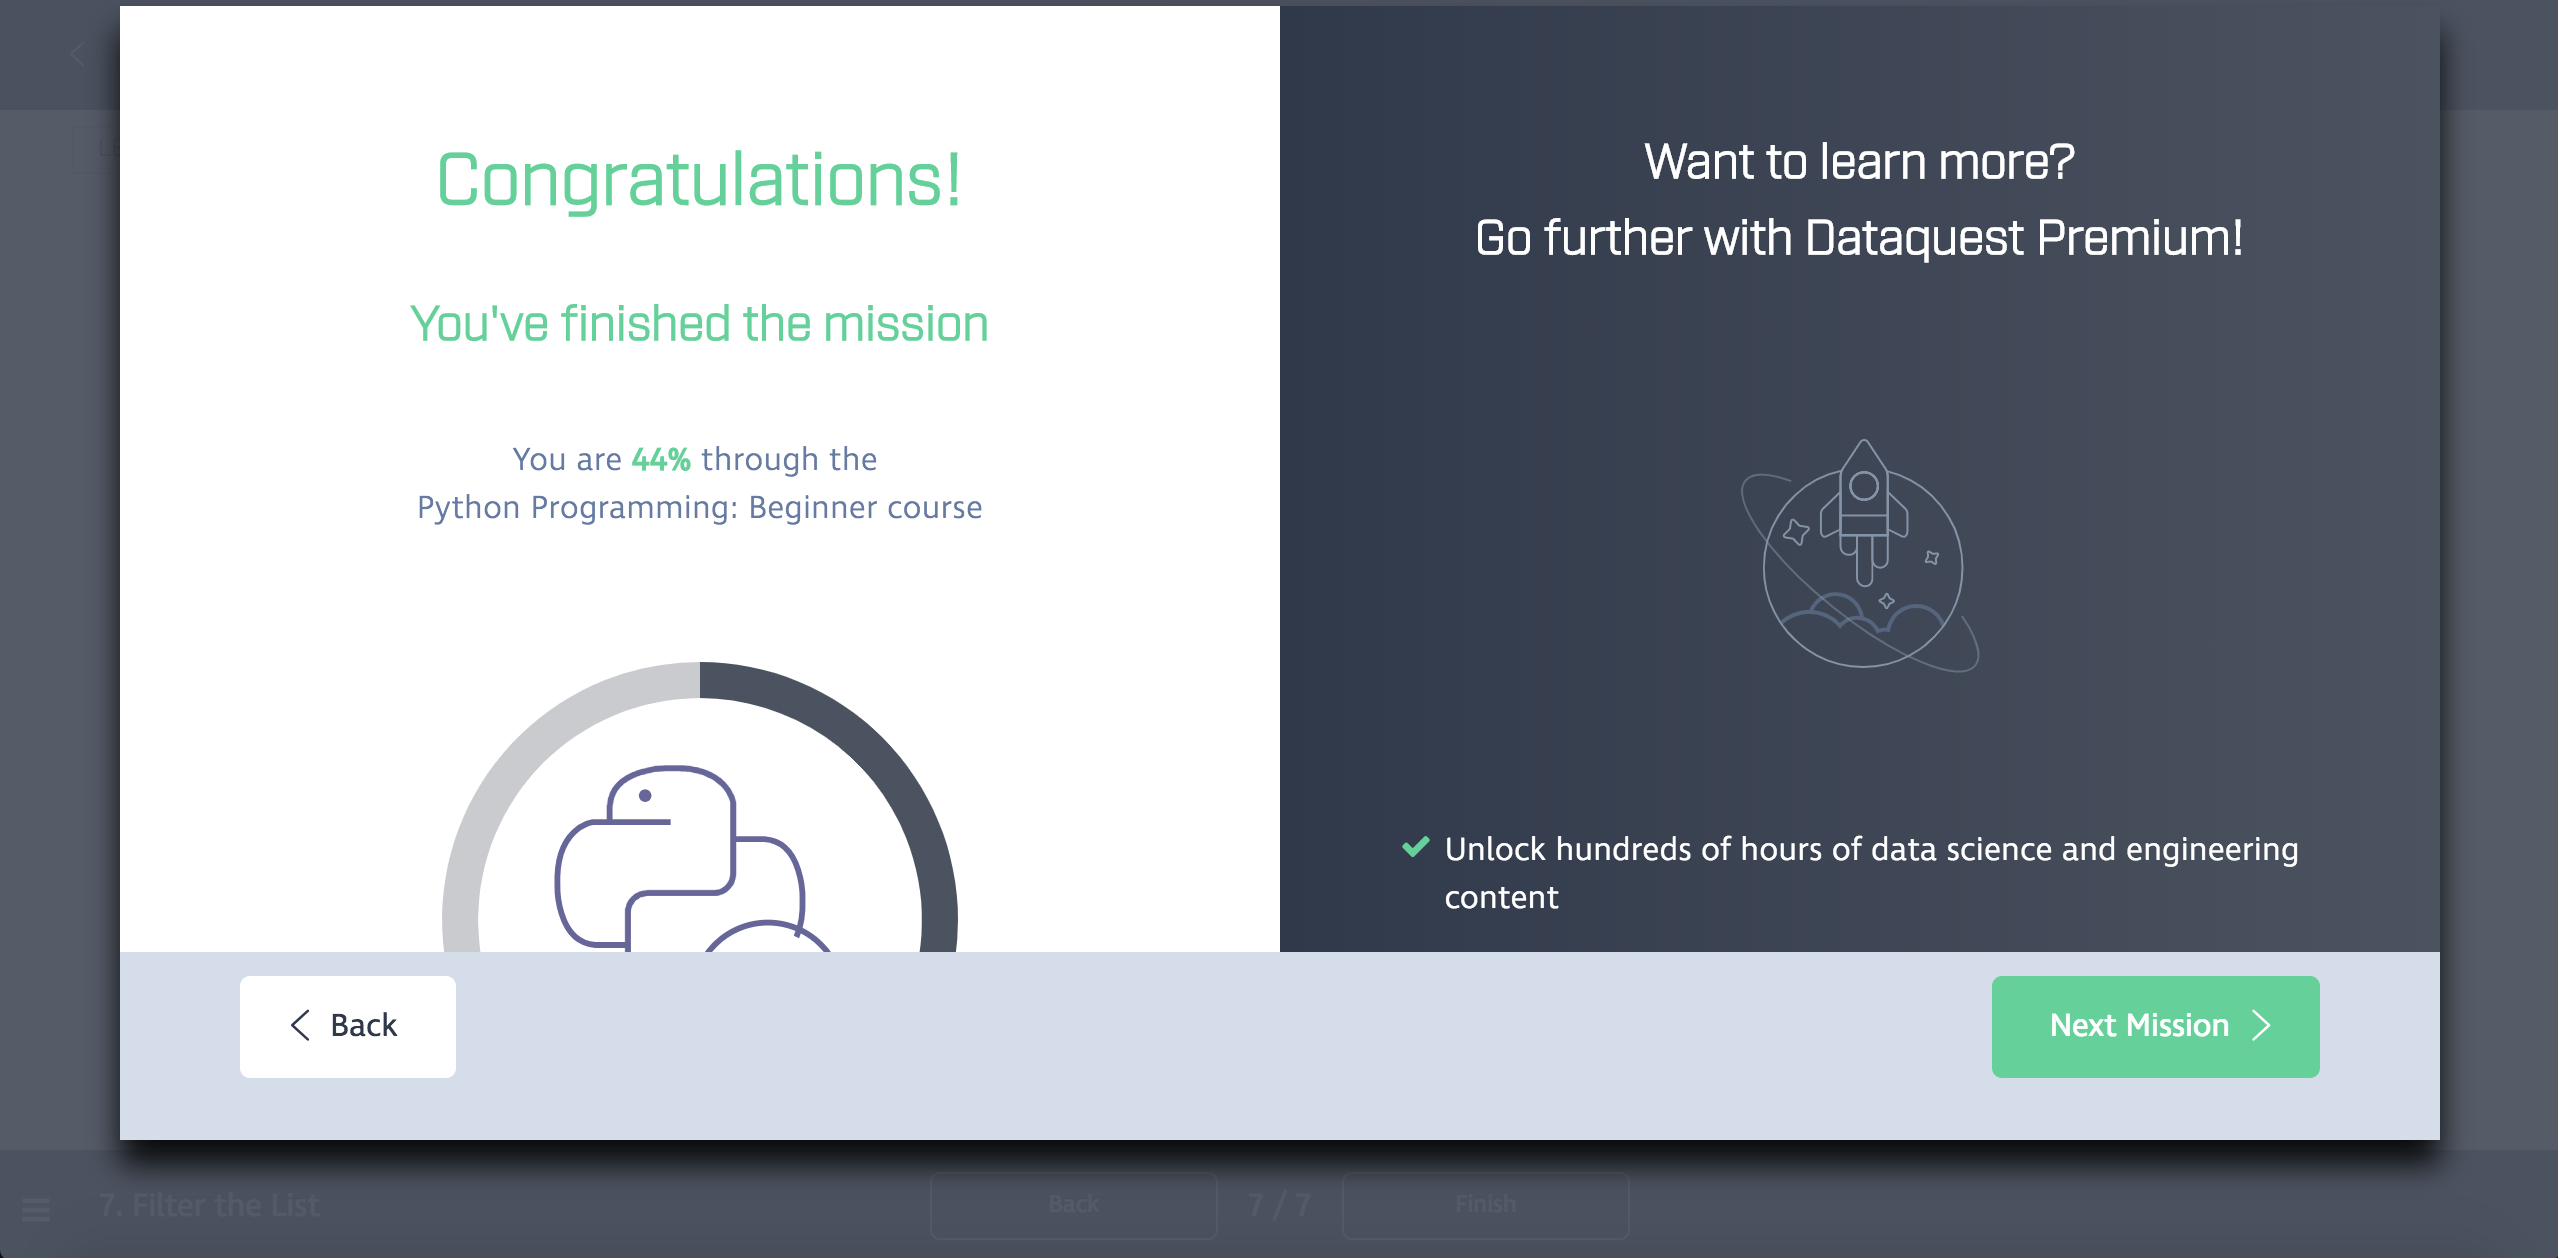 Congratulations!
You've finished the mission
You are 44% through the
Python Programming: Beginner course
Want to learn more?
Go further with Dataquest Premium!
Unlock hundreds of hours of data science and engineering
content
Back
Next Mission
7. Filter the List
Back
7 / 7
Finish